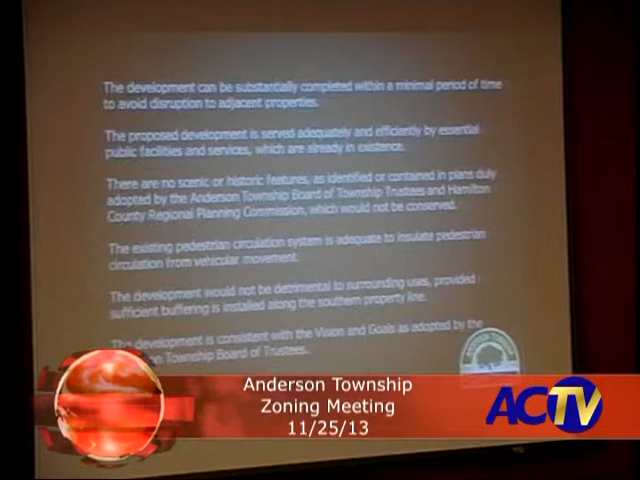 The development can be substantially completed within a minimal period of time
to avoid disruption to adjacent properties.
The proposed development is served adequately and efficiently by essential
public facilities and services, which are already in existence.
There are no scenic or historic features, as identified or contained in plans duly
adopted by the Anderson Township Board of Township Trustees and Hamilton
County Regional Planning Commission, which would not be conserved.
The existing pedestrian circulation system is adequate to insulate pedestrian
circulation from vehicular movement.
The development would not be detrimental to surrounding uses, provided
sufficient buffering is installed along the southern property line.
The development is consistent with the Vision and Goals as adopted by the
Township Board of Trustees.
Anderson Township
Zoning Meeting
11/25/13
ACTV